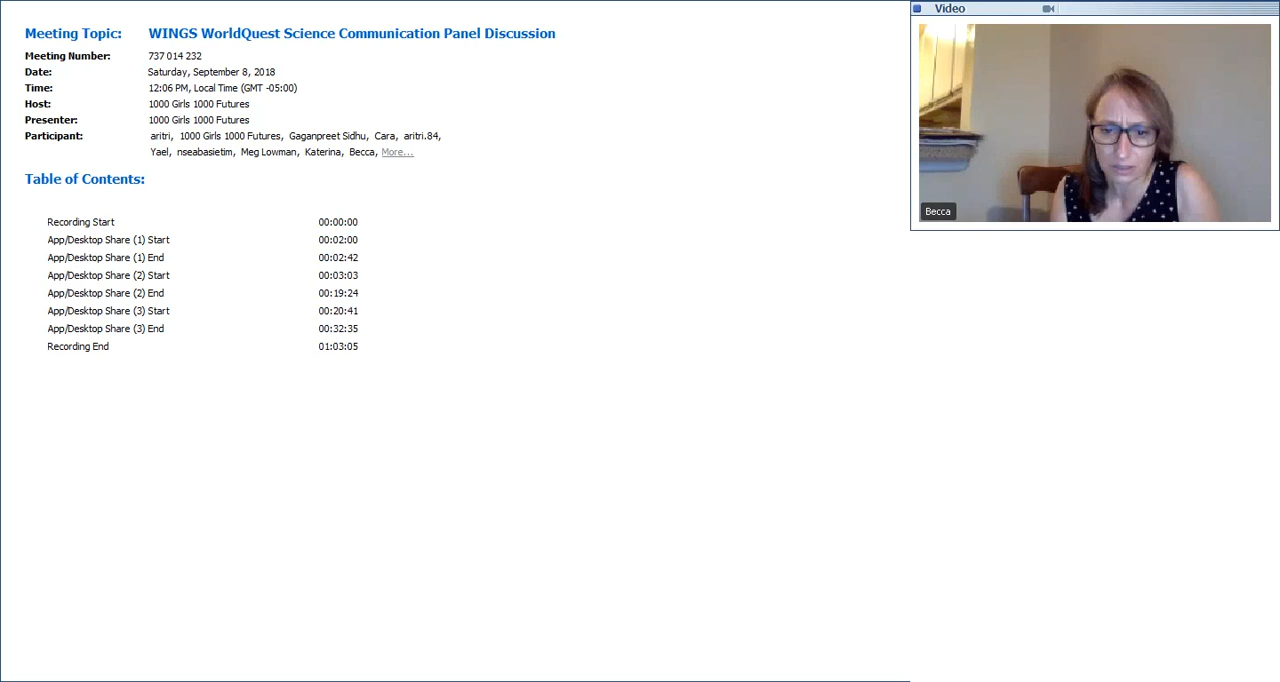 Meeting Topic: WINGS WorldQuest Science Communication Panel Discussion
Meeting Number: 737 014 232
Date: Saturday, September 8, 2018
Time: 12:06 PM, Local Time (GMT -05:00)
Host: 1000 Girls 1000 Futures
Presenter: 1000 Girls 1000 Futures
Participant: aritri, 1000 Girls 1000 Futures, Gaganpreet Sidhu, Cara, aritri.84,
Yael, nseabasietim, Meg Lowman, Katerina, Becca, More...
Table of Contents:
Recording Start 00:00:00
App/Desktop Share (1) Start 00:02:00
App/Desktop Share (1) End 00:02:42
App/Desktop Share (2) Start 00:03:03
App/Desktop Share (2) End 00:19:24
App/Desktop Share (3) Start 00:20:41
App/Desktop Share (3) End 00:32:35
Recording End 01:03:05
Video
Becca